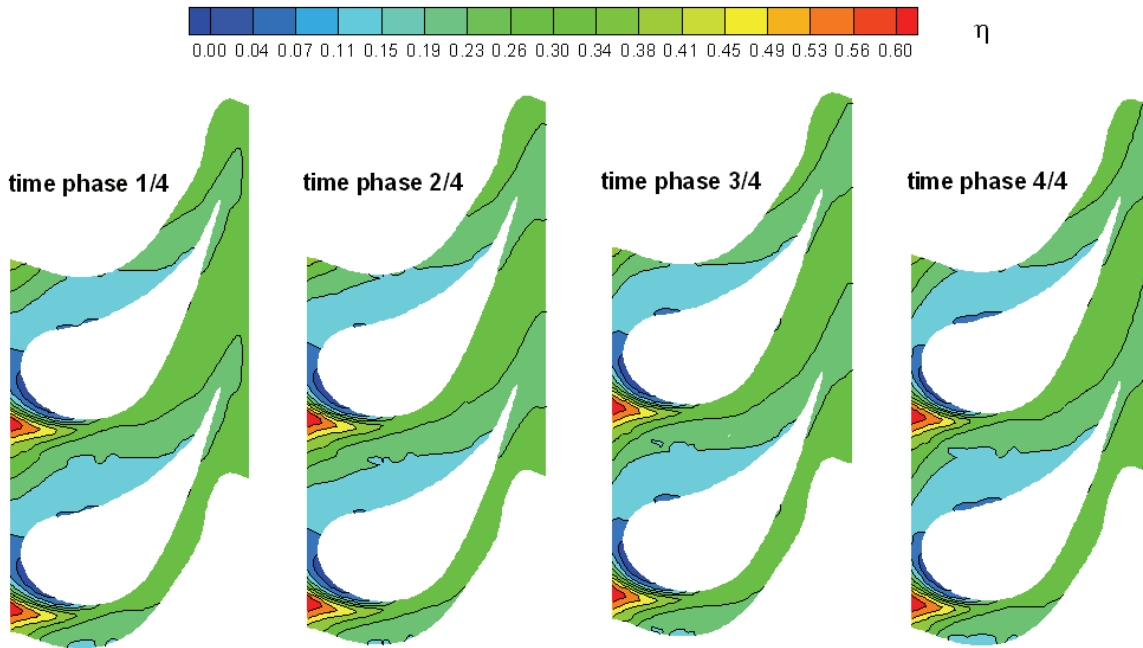 η
0.00 0.04 0.07 0.11 0.15 0.19 0.23 0.26 0.30 0.34 0.38 0.41 0.45 0.49 0.53 0.56 0.60
time phase 1/4
time phase 2/4
time phase 3/4
time phase 4/4